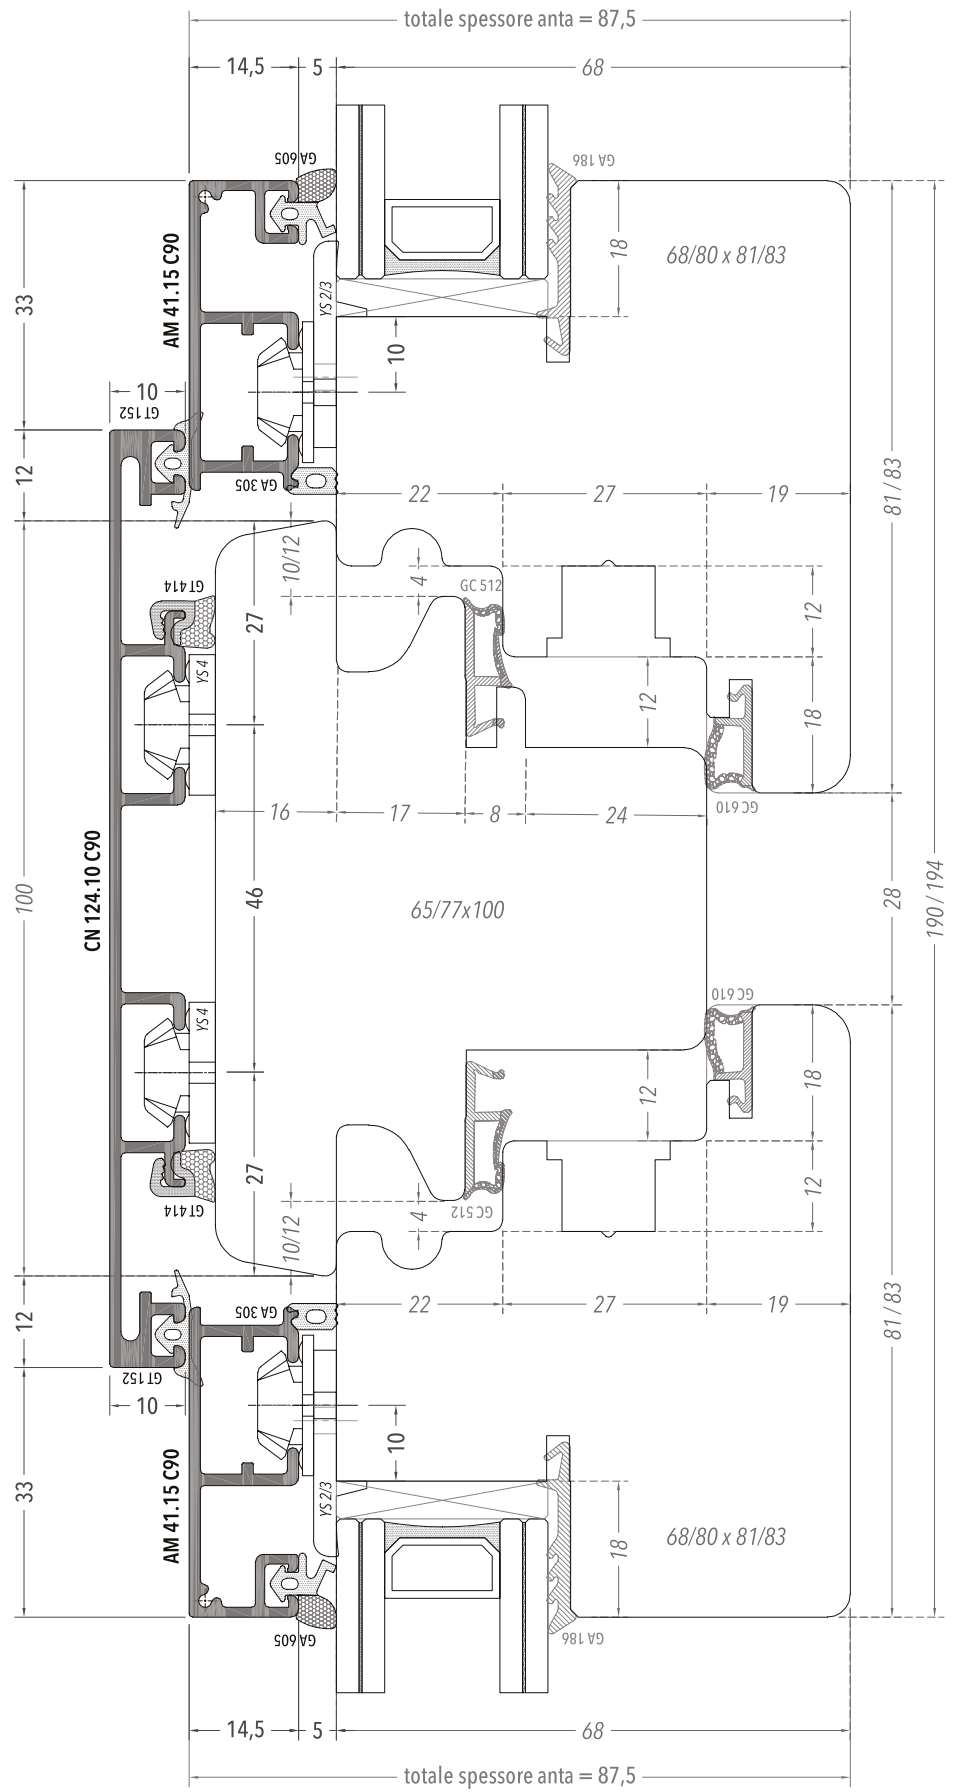 totale spessore anta = 87,5
14,5
5
68
GA 605
GA 186
18
68/80 x 81/83
AM 41.15 C90
33
YS 2/3
10
10
GT 152
12
GA 305
22
27
19
81 / 83
10/12
4
GC 512
12
GT 414
27
YS 4
12
18
GC 610
16
17
8
24
CN 124.10 C90
100
46
65/77x100
28
190 / 194
YS 4
GC 610
12
18
27
GT 414
10/12
4
GC 512
12
12
GA 305
22
27
19
81 / 83
GT 152
10
10
33
AM 41.15 C90
YS 2/3
18
68/80 x 81/83
GA 605
GA 186
14,5
5
68
totale spessore anta = 87,5